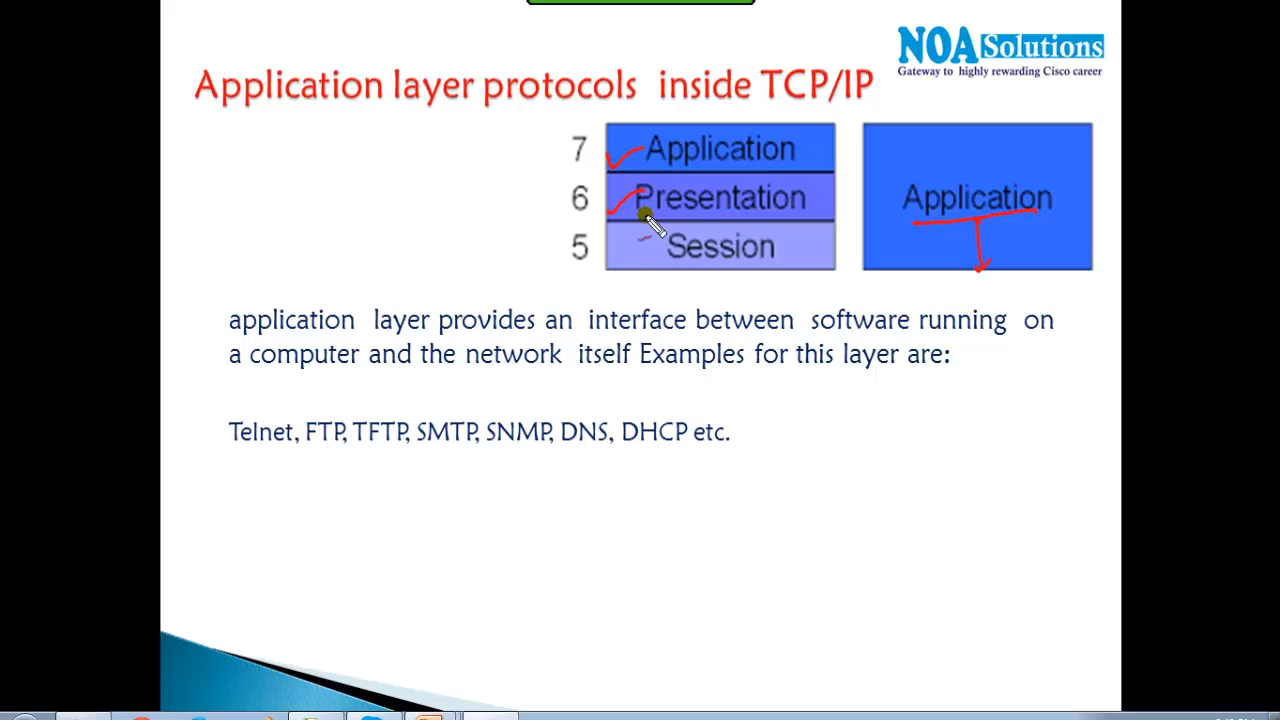 NOA Solutions
Gateway to highly rewarding Cisco career
Application layer protocols inside TCP/IP
7 Application
6 Presentation
5 Session
Application
application layer provides an interface between software running on
a computer and the network itself Examples for this layer are:
Telnet, FTP, TFTP, SMTP, SNMP, DNS, DHCP etc.